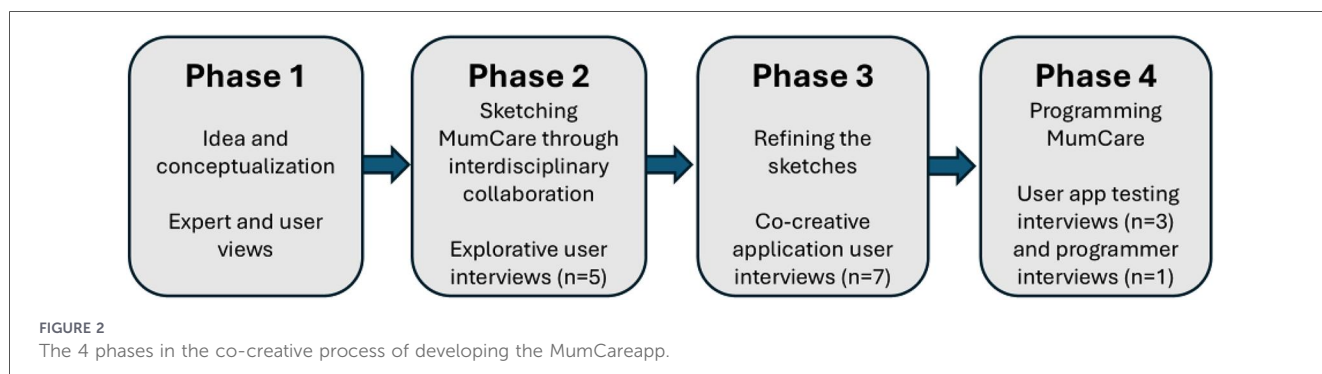 Phase 1
Idea and
conceptualization
Expert and user
views
Phase 2
Sketching
MumCare through
interdisciplinary
collaboration
Explorative user
interviews (n=5)
Phase 3
Refining the
sketches
Co-creative
application user
interviews (n=7)
Phase 4
Programming
MumCare
User app testing
interviews (n=3)
and programmer
interviews (n=1)
FIGURE 2
The 4 phases in the co-creative process of developing the MumCareapp.